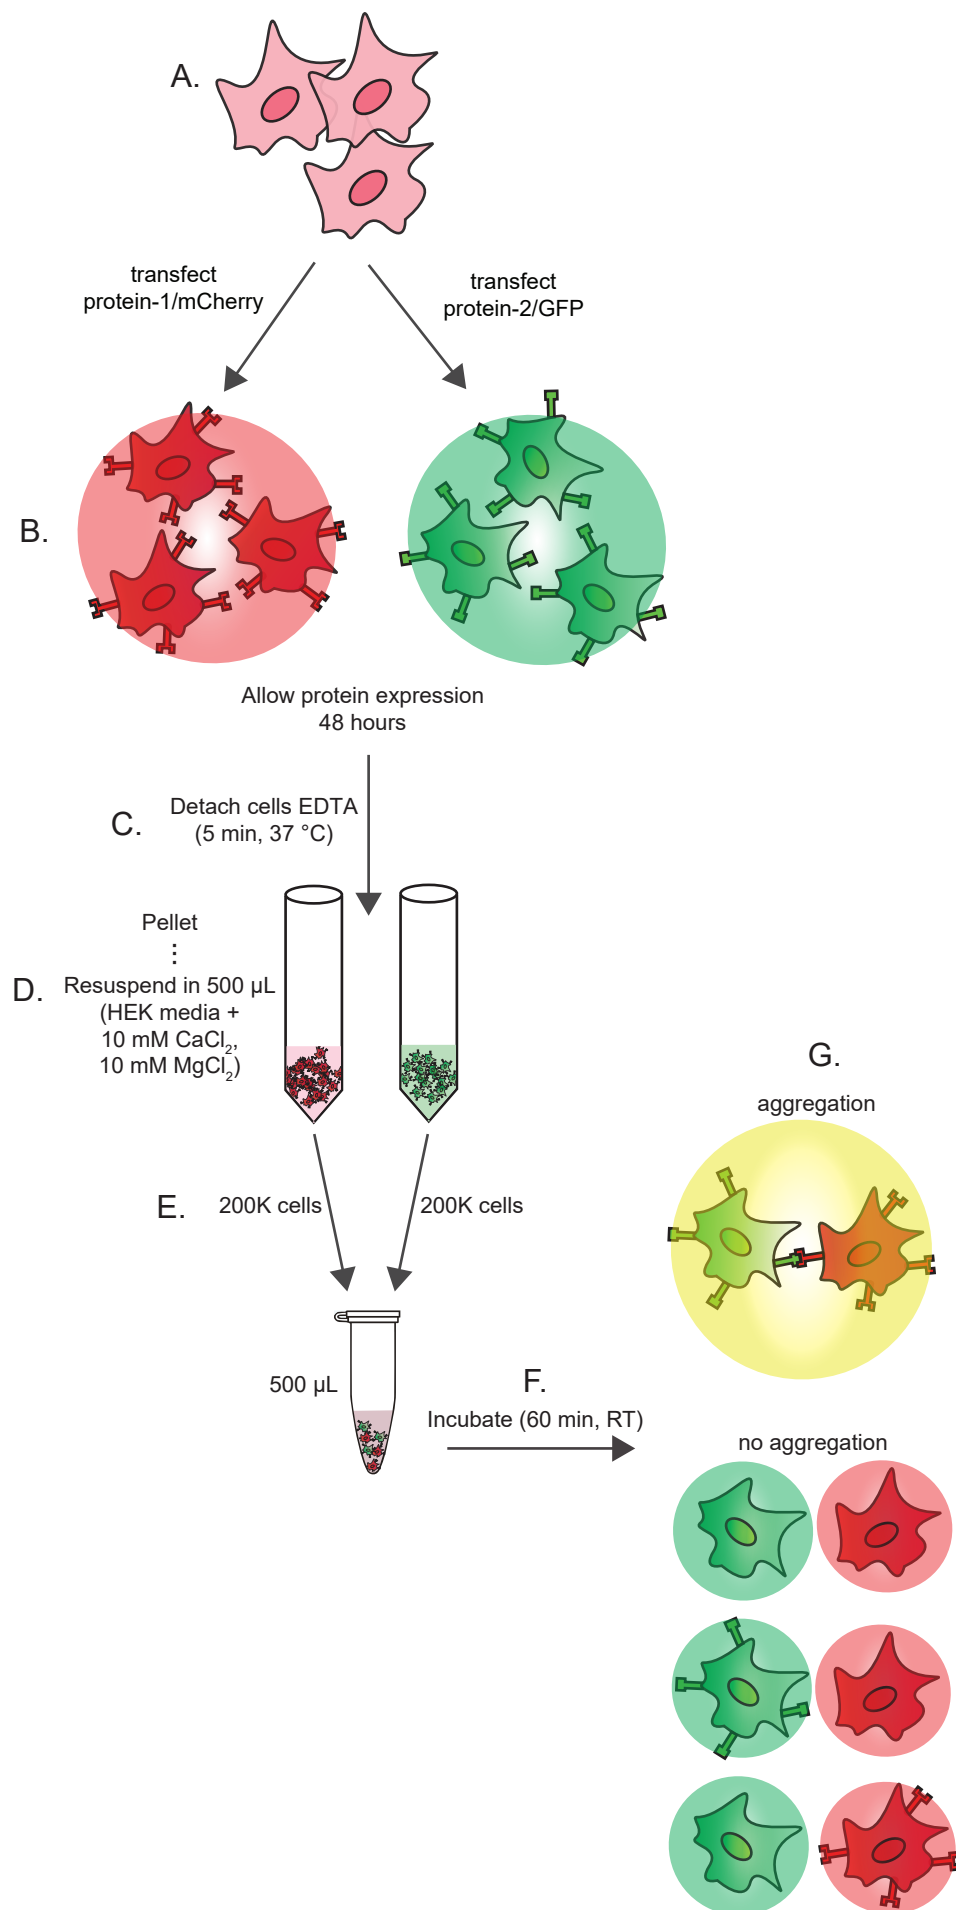 A.
transfect
protein-1/mCherry
transfect
protein-2/GFP
B.
Allow protein expression
48 hours
C.
Detach cells EDTA
(5 min, 37 °C)
Pellet
D.
Resuspend in 500 µL
(HEK media +
10 mM CaCl2,
10 mM MgCl2)
E.
200K cells
200K cells
500 µL
F.
Incubate (60 min, RT)
G.
aggregation
no aggregation